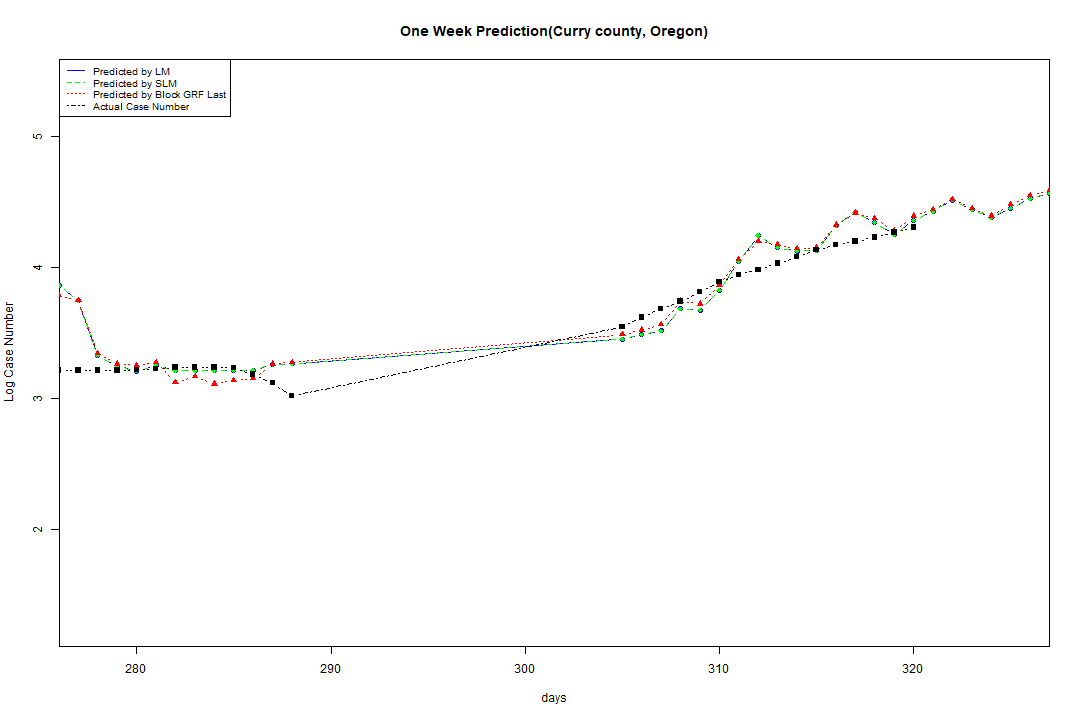 One Week Prediction(Curry county, Oregon)
Predicted by LM
Predicted by SLM
Predicted by Block GRF Last
Actual Case Number
5
4
3
2
Log Case Number
280 290 300 310 320
days